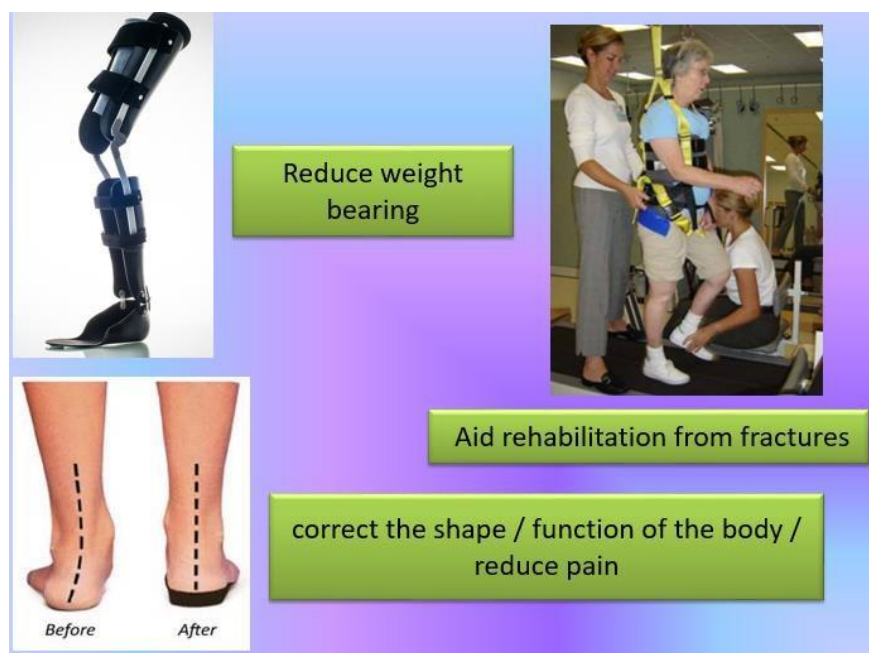 Reduce weight
bearing
Aid rehabilitation from fractures
correct the shape / function of the body /
reduce pain
Before
After